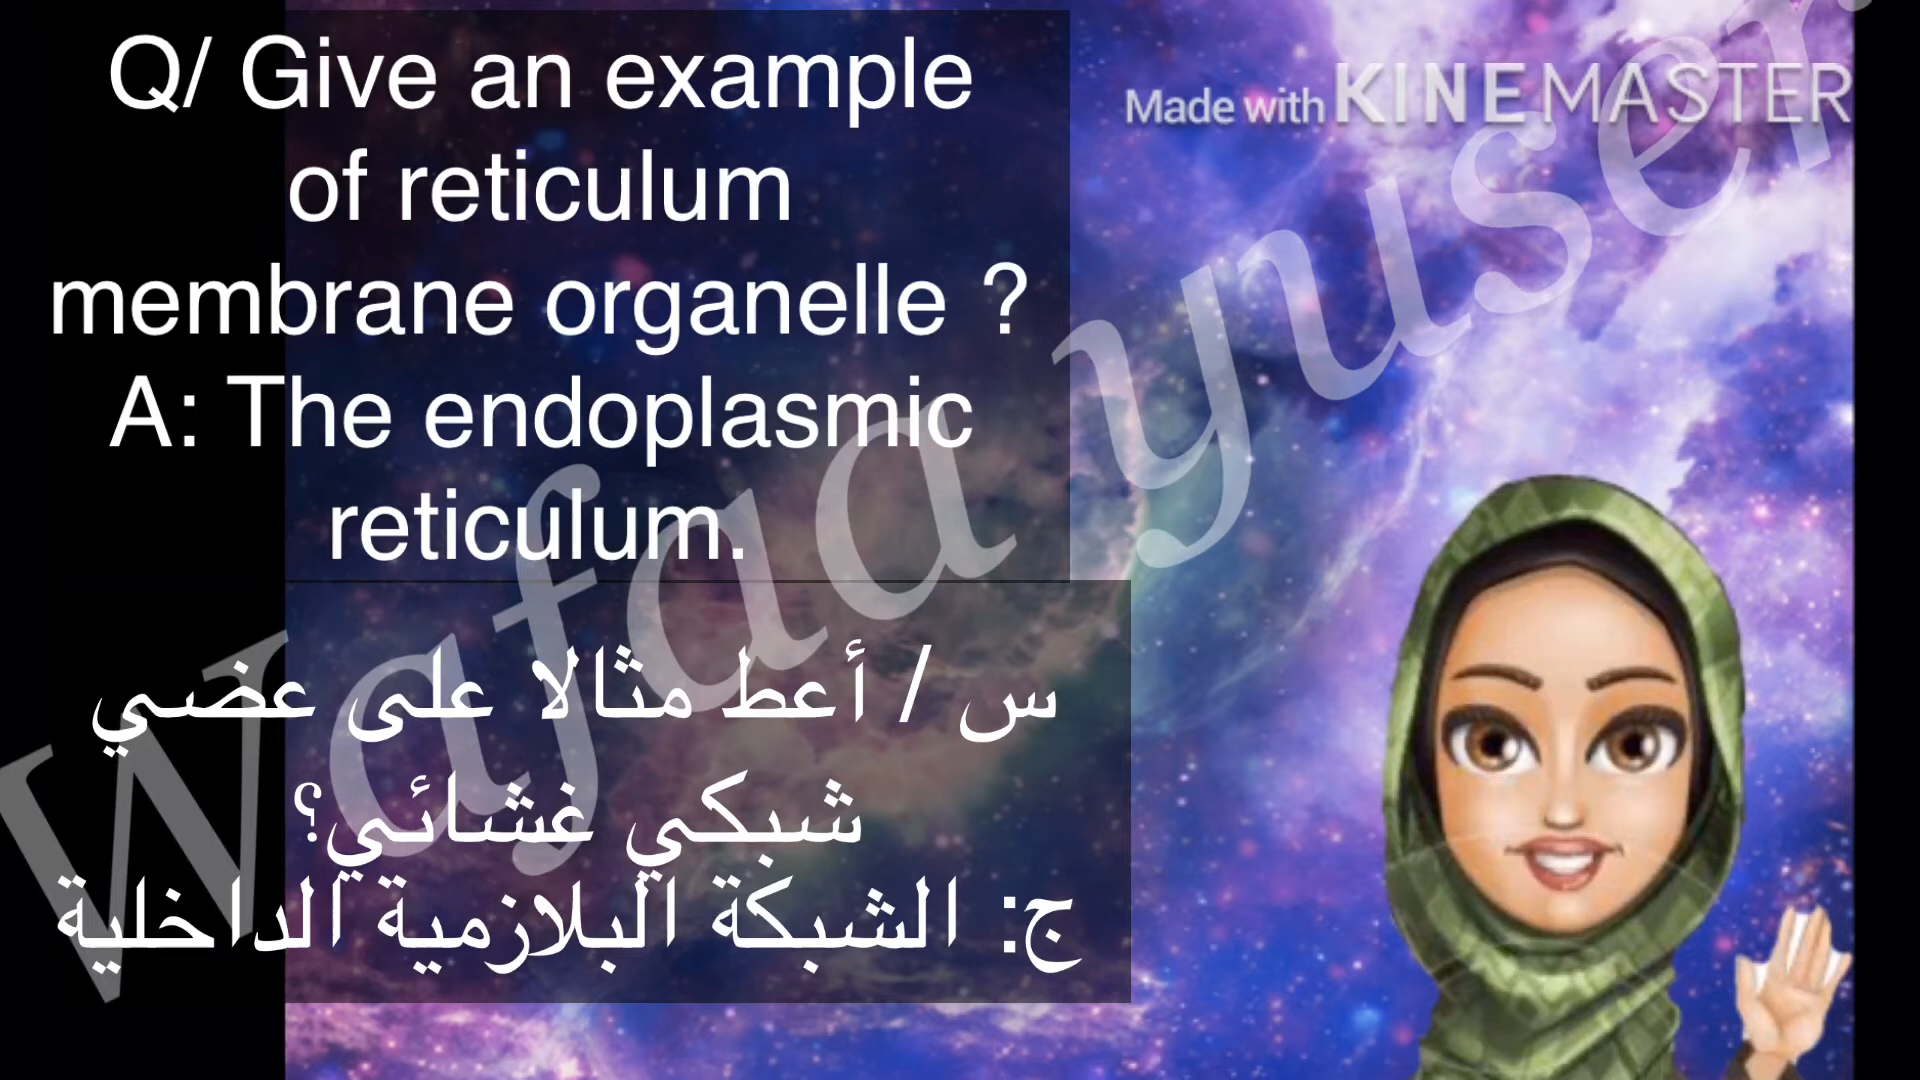 Q/ Give an example
of reticulum
membrane organelle ?
A: The endoplasmic
reticulum.
Made with KINEMASTER
Wafaa yuser
س / أعط مثالا على عضي
شبكي غشائي؟
ج: الشبكة البلازمية الداخلية